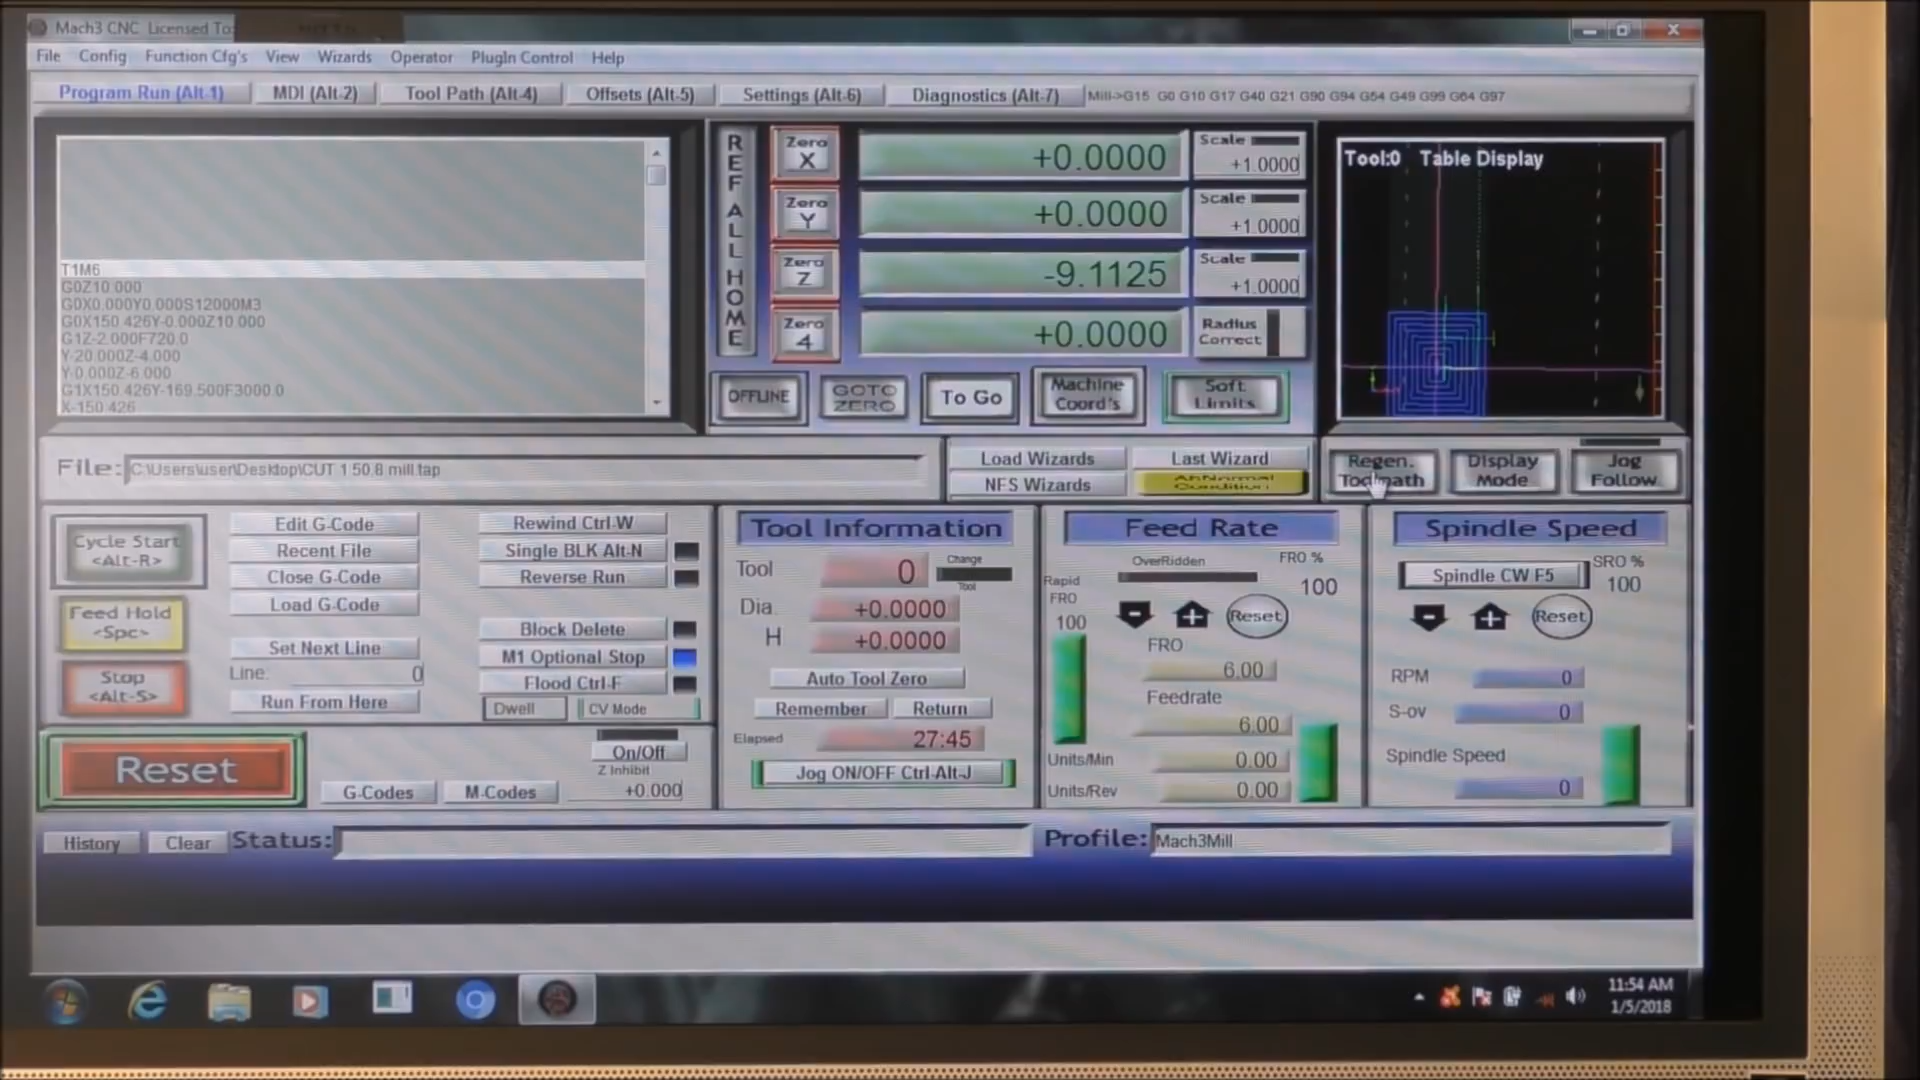 Mach3 CNC Licensed To:
File Config Function Cfg's View Wizards Operator PlugIn Control Help
Program Run (Alt-1) MDI (Alt-2) Tool Path (Alt-4) Offsets (Alt-5) Settings (Alt-6) Diagnostics (Alt-7) Mill->G15 G0 G10 G17 G40 G21 G90 G94 G54 G49 G99 G64 G97
T1M6
G0Z10.000
G0X0.000Y0.000S12000M3
G0X150.426Y-0.000Z10.000
G1Z-2.000F720.0
Y-20.000Z-4.000
Y-0.000Z-6.000
G1X150.426Y-169.500F3000.0
X-150.426
REF ALL HOME
Zero X +0.0000 Scale +1.0000
Zero Y +0.0000 Scale +1.0000
Zero Z -9.1125 Scale +1.0000
Zero 4 +0.0000 Radius Correct
OFFLINE GOTO ZERO To Go Machine Coord's Soft Limits
Tool:0 Table Display
File: C:\Users\user\Desktop\CUT 1 50.8 mill.tap
Load Wizards Last Wizard
NFS Wizards AbNormal Condition
Regen. Toolpath Display Mode Jog Follow
Cycle Start <Alt-R>
Feed Hold <Spc>
Stop <Alt-S>
Edit G-Code
Recent File
Close G-Code
Load G-Code
Set Next Line
Line: 0
Run From Here
Rewind Ctrl-W
Single BLK Alt-N
Reverse Run
Block Delete
M1 Optional Stop
Flood Ctrl-F
Dwell CV Mode
Reset
G-Codes M-Codes
On/Off
Z Inhibit
+0.000
Tool Information
Tool 0 Change Tool
Dia. +0.0000
H +0.0000
Auto Tool Zero
Remember Return
Elapsed 27:45
Jog ON/OFF Ctrl-Alt-J
Feed Rate
OverRidden FRO %
100
Rapid FRO
100
Reset
FRO
6.00
Feedrate
6.00
Units/Min 0.00
Units/Rev 0.00
Spindle Speed
Spindle CW F5 SRO %
100
Reset
RPM 0
S-ov 0
Spindle Speed
0
History Clear Status: Profile: Mach3Mill
11:54 AM
1/5/2018